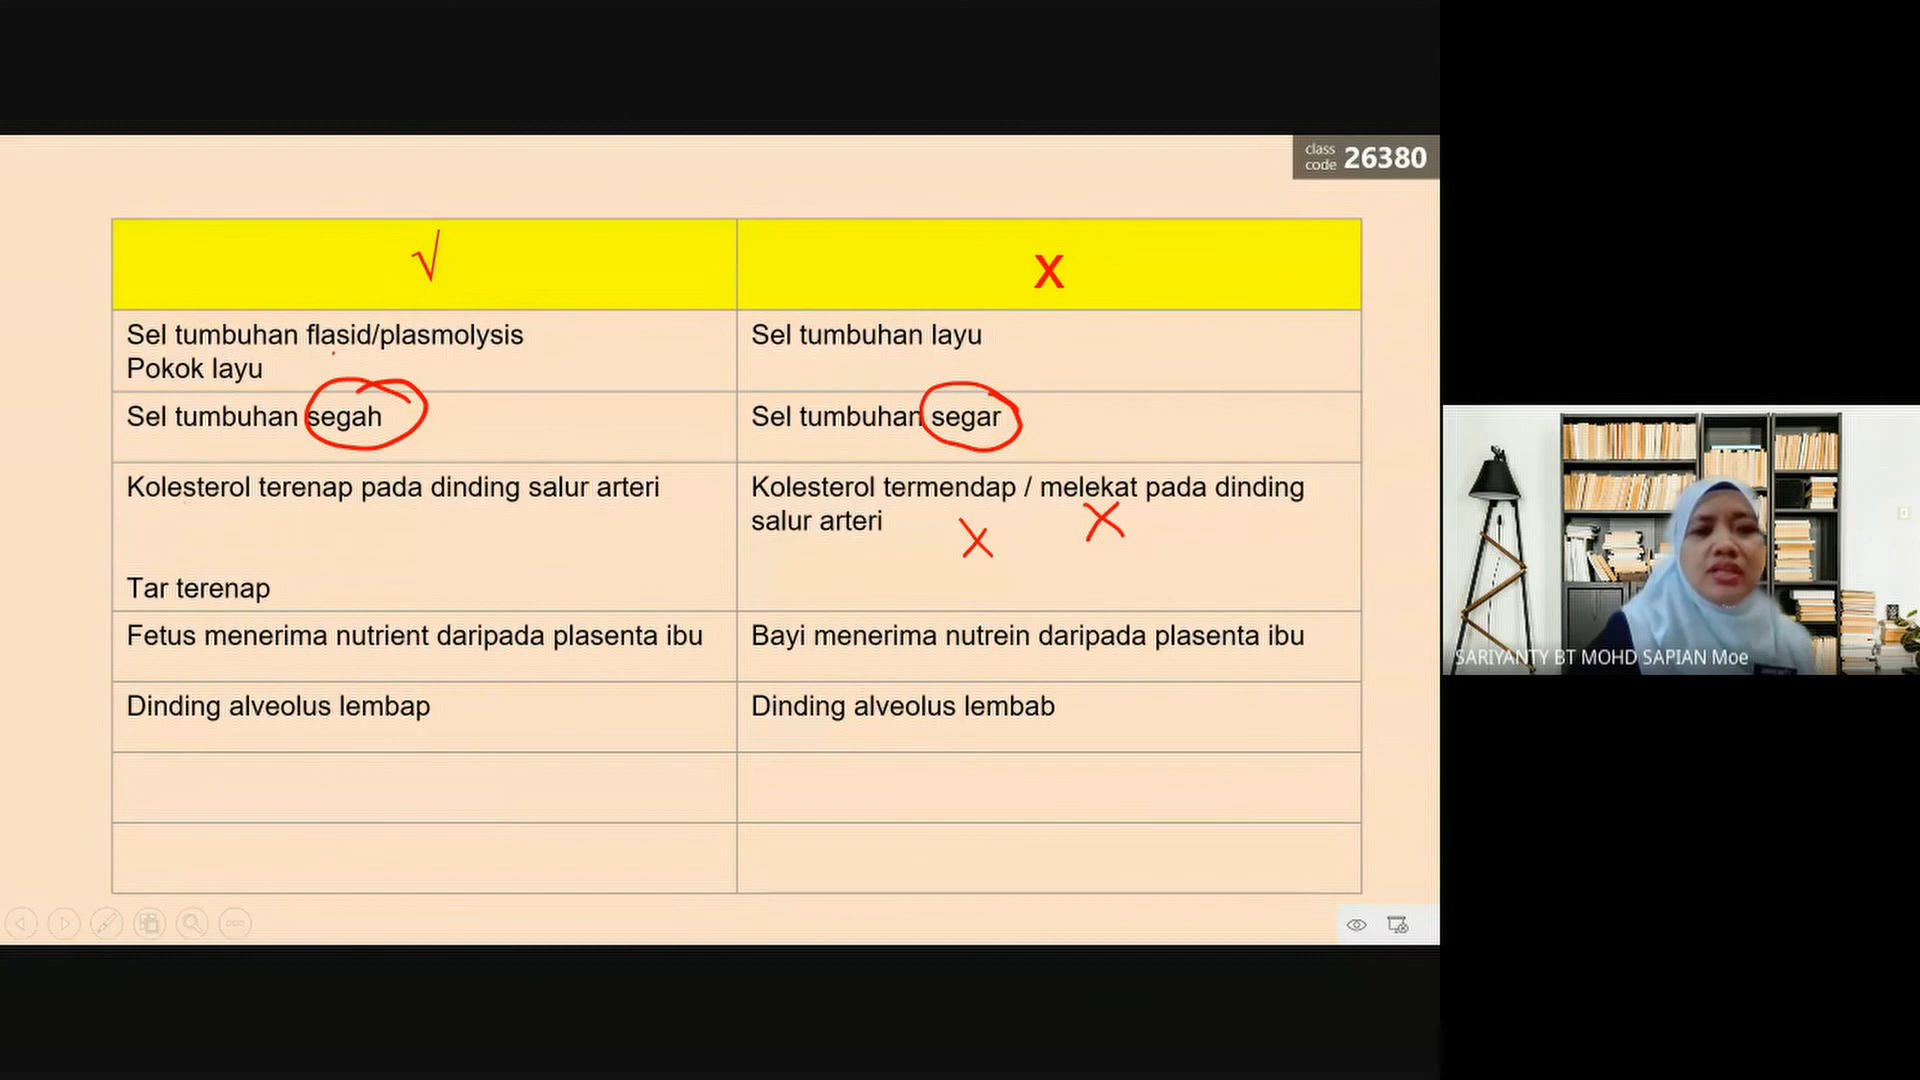 class
code 26380
√ X
Sel tumbuhan flasid/plasmolysis
Pokok layu
Sel tumbuhan layu
Sel tumbuhan segah
Sel tumbuhan segar
Kolesterol terenap pada dinding salur arteri
Tar terenap
Kolesterol termendap / melekat pada dinding
salur arteri
X X
Fetus menerima nutrient daripada plasenta ibu
Bayi menerima nutrein daripada plasenta ibu
Dinding alveolus lembap
Dinding alveolus lembab
SARIYANTY BT MOHD SAPIAN Moe